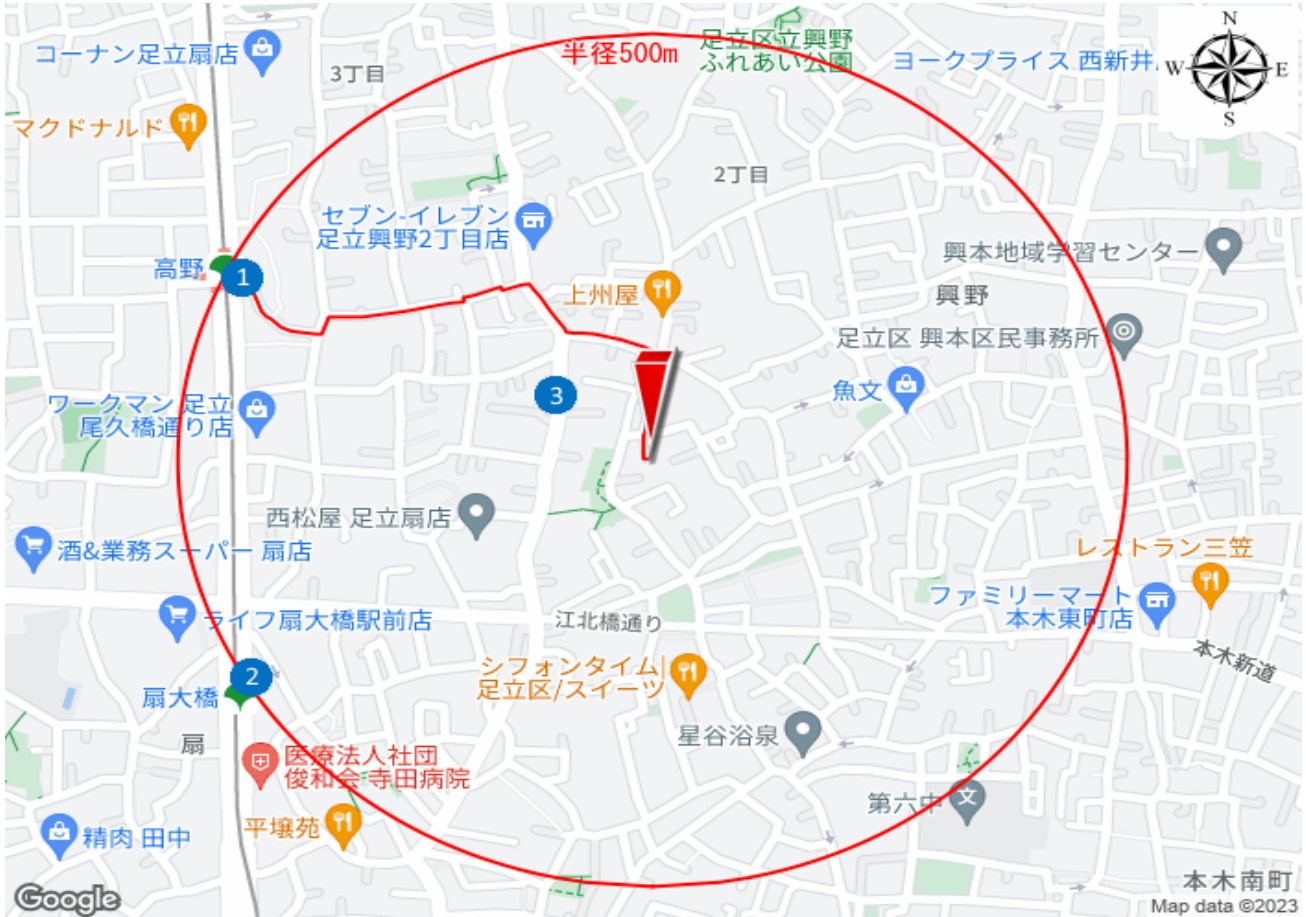 コーナン足立扇店
3丁目
半径500m
足立区立興野
ふれあい公園
ヨークプライス 西新井
N
W
E
S
マクドナルド
2丁目
セブン-イレブン
足立興野2丁目店
高野
1
上州屋
興本地域学習センター
興野
足立区 興本区民事務所
ワークマン 足立
尾久橋通り店
3
魚文
西松屋 足立扇店
酒&業務スーパー 扇店
レストラン三笠
ライフ扇大橋駅前店
江北橋通り
ファミリーマート
本木東町店
本木新道
2
扇大橋
シフォンタイム|
足立区/スイーツ
扇
星谷浴泉
医療法人社団
俊和会 寺田病院
第六中
平壌苑
精肉 田中
本木南町
Google
Map data ©2023